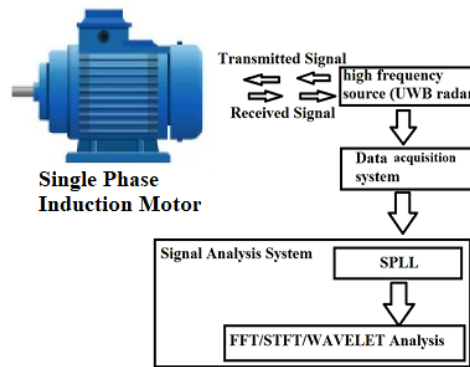 Transmitted Signal
Received Signal
high frequency
source (UWB radar
Data acquisition
system
Single Phase
Induction Motor
Signal Analysis System
SPLL
FFT/STFT/WAVELET Analysis